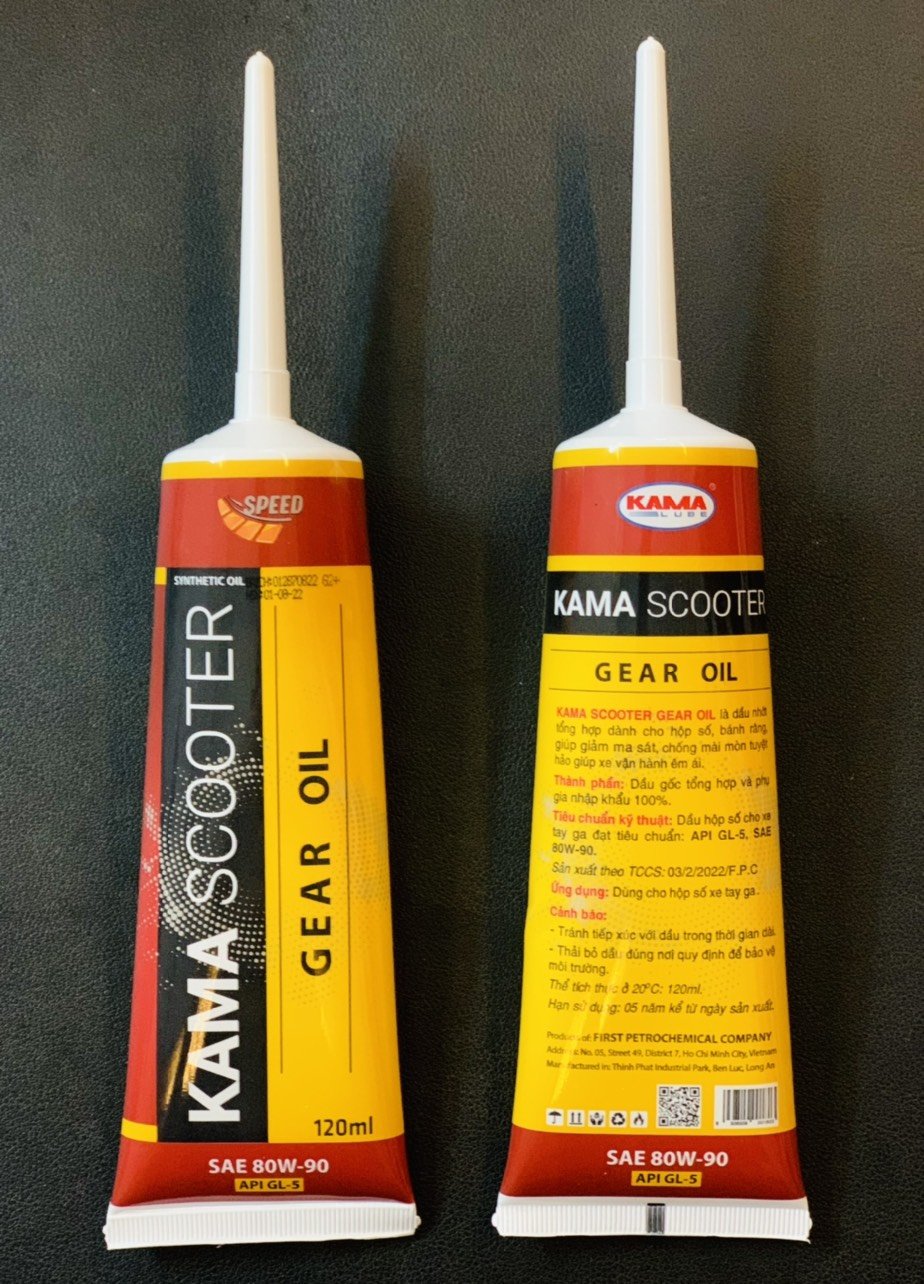 SPEED
SYNTHETIC OIL
012870822 G2+
01-08-22
KAMA SCOOTER
GEAR OIL
120ml
SAE 80W-90
API GL-5
KAMA ®
LUBE
KAMA SCOOTER
GEAR OIL
KAMA SCOOTER GEAR OIL là dầu nhớt
tổng hợp dành cho hộp số, bánh răng,
giúp giảm ma sát, chống mài mòn tuyệt
hảo giúp xe vận hành êm ái.
Thành phần: Dầu gốc tổng hợp và phụ
gia nhập khẩu 100%.
Tiêu chuẩn kỹ thuật: Dầu hộp số cho xe
tay ga đạt tiêu chuẩn: API GL-5, SAE
80W-90.
Sản xuất theo TCCS: 03/2/2022/F.P.C
Ứng dụng: Dùng cho hộp số xe tay ga.
Cảnh báo:
- Tránh tiếp xúc với dầu trong thời gian dài.
- Thải bỏ dầu đúng nơi quy định để bảo vệ
môi trường.
Thể tích thực ở 20°C: 120ml.
Hạn sử dụng: 05 năm kể từ ngày sản xuất.
Product of: FIRST PETROCHEMICAL COMPANY
Address: No. 05, Street 49, District 7, Ho Chi Minh City, Vietnam
Manufactured in: Thinh Phat Industrial Park, Ben Luc, Long An
SAE 80W-90
API GL-5